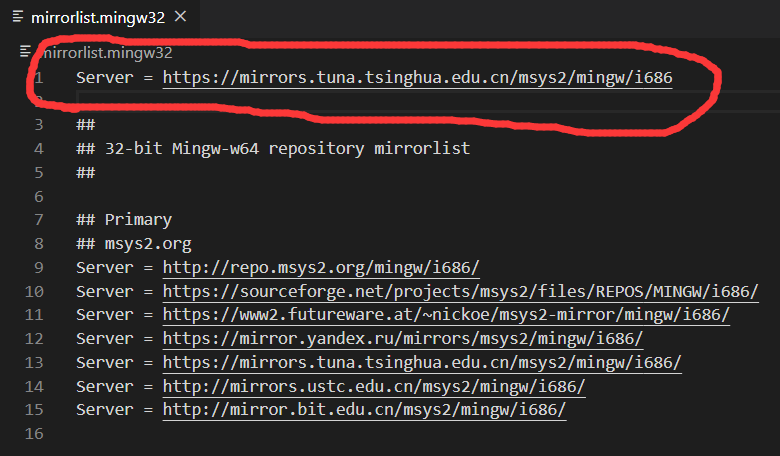 mirrorlist.mingw32
mirrorlist.mingw32
1 Server = https://mirrors.tuna.tsinghua.edu.cn/msys2/mingw/i686
2
3 ##
4 ## 32-bit Mingw-w64 repository mirrorlist
5 ##
6
7 ## Primary
8 ## msys2.org
9 Server = http://repo.msys2.org/mingw/i686/
10 Server = https://sourceforge.net/projects/msys2/files/REPOS/MINGW/i686/
11 Server = https://www2.futureware.at/~nickoe/msys2-mirror/mingw/i686/
12 Server = https://mirror.yandex.ru/mirrors/msys2/mingw/i686/
13 Server = https://mirrors.tuna.tsinghua.edu.cn/msys2/mingw/i686/
14 Server = http://mirrors.ustc.edu.cn/msys2/mingw/i686/
15 Server = http://mirror.bit.edu.cn/msys2/mingw/i686/
16